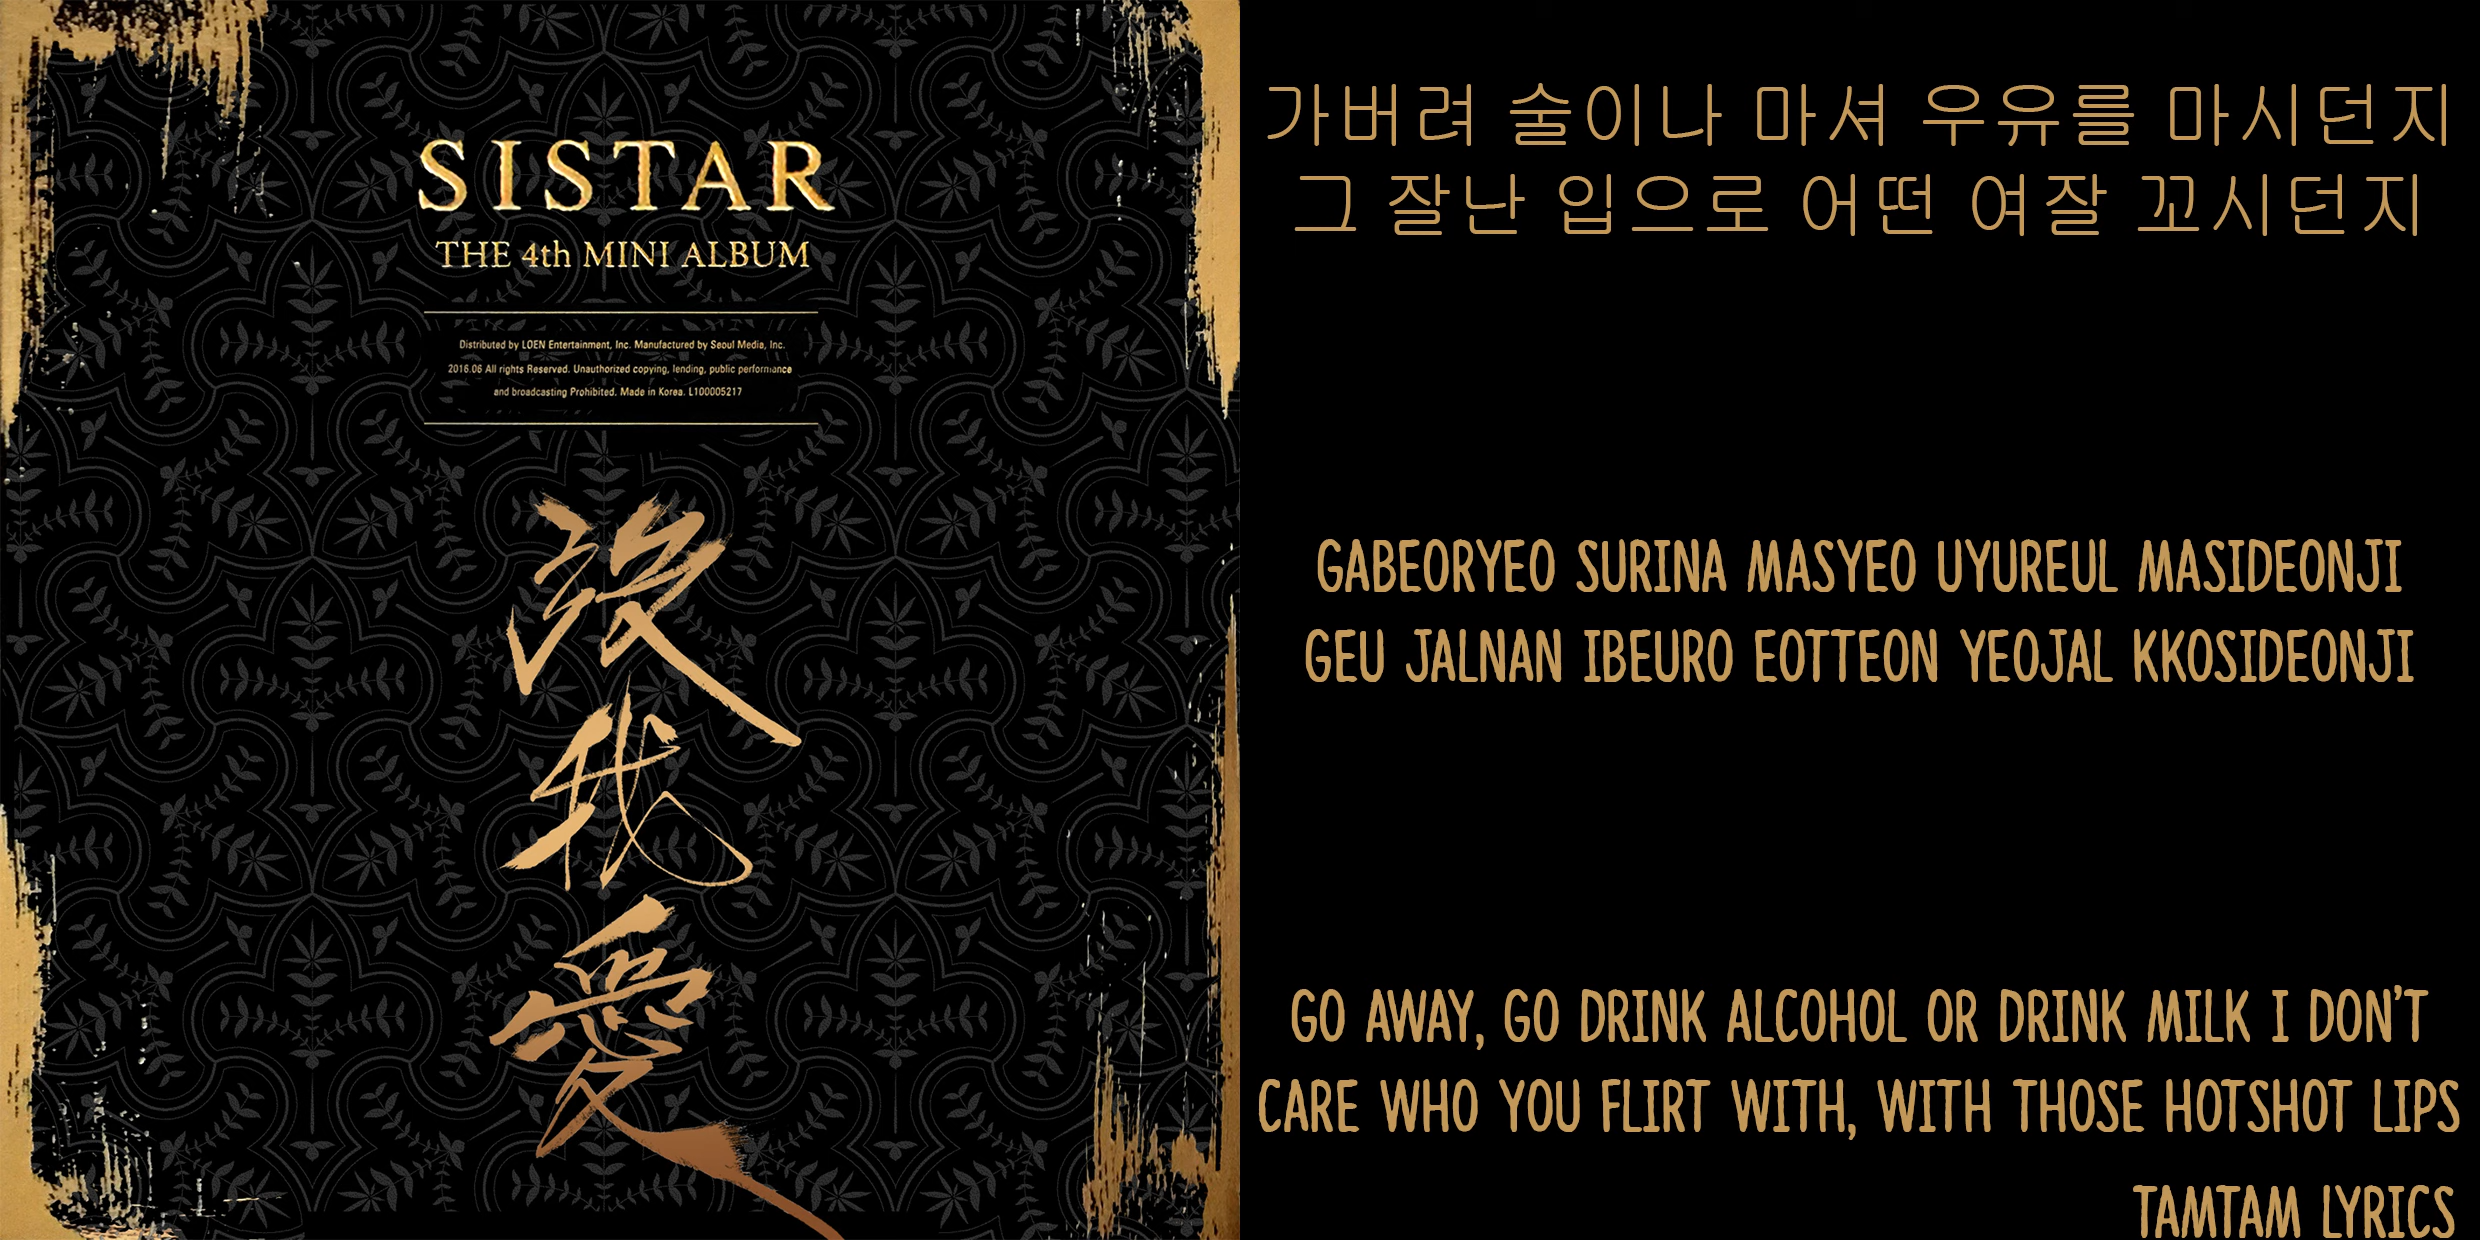 SISTAR
THE 4th MINI ALBUM
Distributed by LOEN Entertainment, Inc. Manufactured by Seoul Media, Inc.
2016.06 All rights Reserved. Unauthorized copying, lending, public performance
and broadcasting Prohibited. Made in Korea. L100005217
沒
我
愛
가버려 술이나 마셔 우유를 마시던지
그 잘난 입으로 어떤 여잘 꼬시던지
GABEORYEO SURINA MASYEO UYUREUL MASIDEONJI
GEU JALNAN IBEURO EOTTEON YEOJAL KKOSIDEONJI
GO AWAY, GO DRINK ALCOHOL OR DRINK MILK I DON'T
CARE WHO YOU FLIRT WITH, WITH THOSE HOTSHOT LIPS
TAMTAM LYRICS